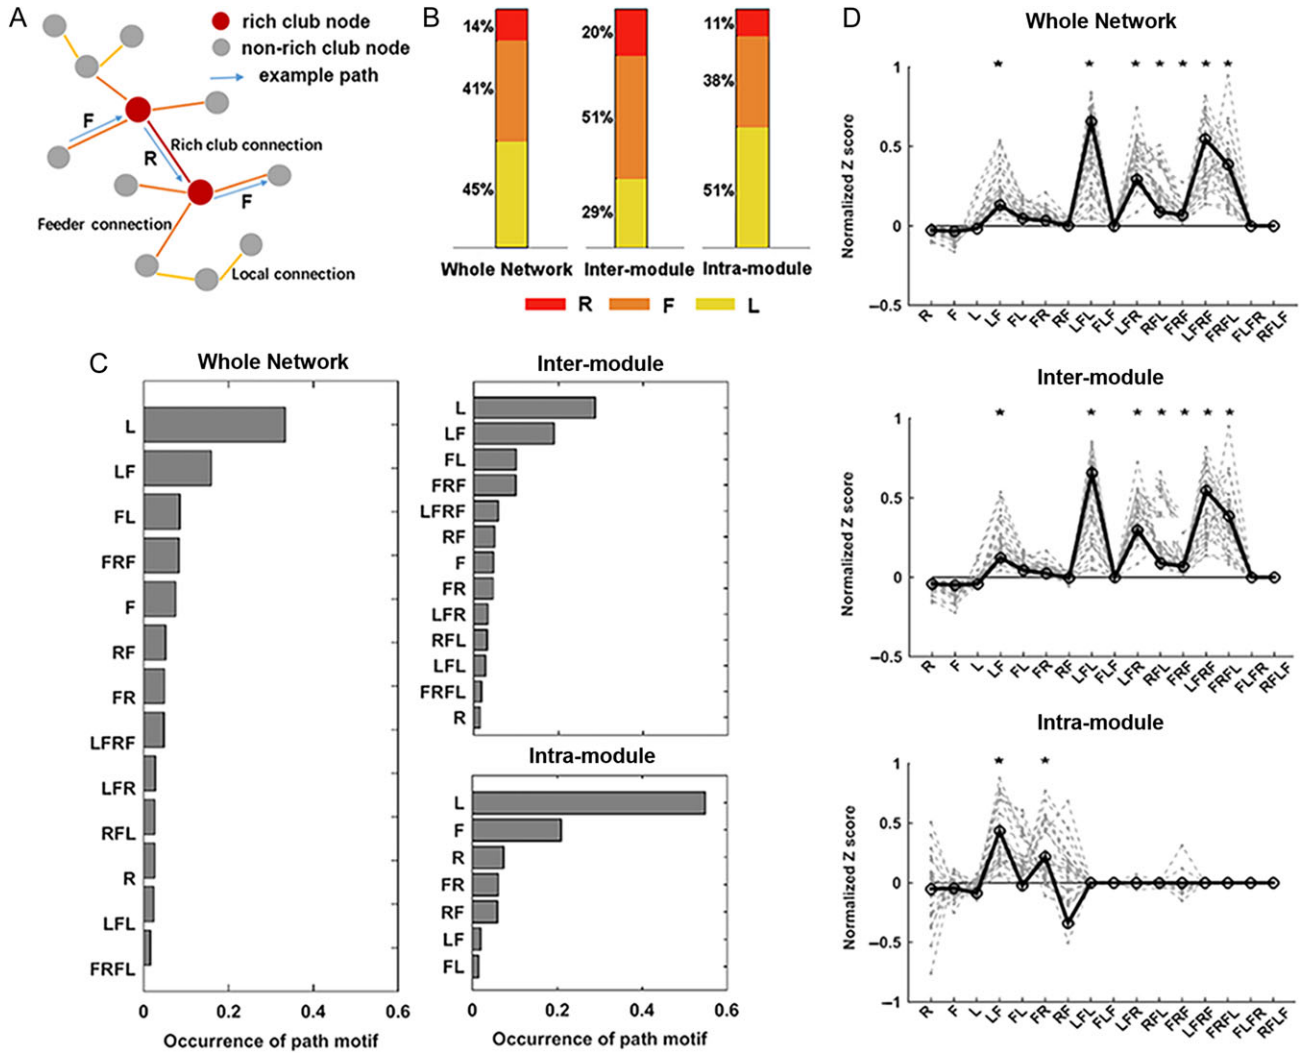 A
rich club node
non-rich club node
example path
F
R
Rich club connection
F
Feeder connection
Local connection
B
14%
41%
45%
20%
51%
29%
11%
38%
51%
Whole Network
Inter-module
Intra-module
R
F
L
C
Whole Network
L
LF
FL
FRF
F
RF
FR
LFRF
LFR
RFL
R
LFL
FRFL
0
0.2
0.4
0.6
Occurrence of path motif
Inter-module
L
LF
FL
FRF
LFRF
RF
F
FR
LFR
RFL
LFL
FRFL
R
Intra-module
L
F
R
FR
RF
LF
FL
0
0.2
0.4
0.6
Occurrence of path motif
D
Whole Network
Normalized Z score
1
0.5
0
−0.5
R F L LF FL FR RF LFL FLF LFR RFL FRF LFRF FRFL FLFR RFLF
Inter-module
Normalized Z score
1
0.5
0
−0.5
R F L LF FL FR RF LFL FLF LFR RFL FRF LFRF FRFL FLFR RFLF
Intra-module
Normalized Z score
1
0.5
0
−0.5
−1
R F L LF FL FR RF LFL FLF LFR RFL FRF LFRF FRFL FLFR RFLF